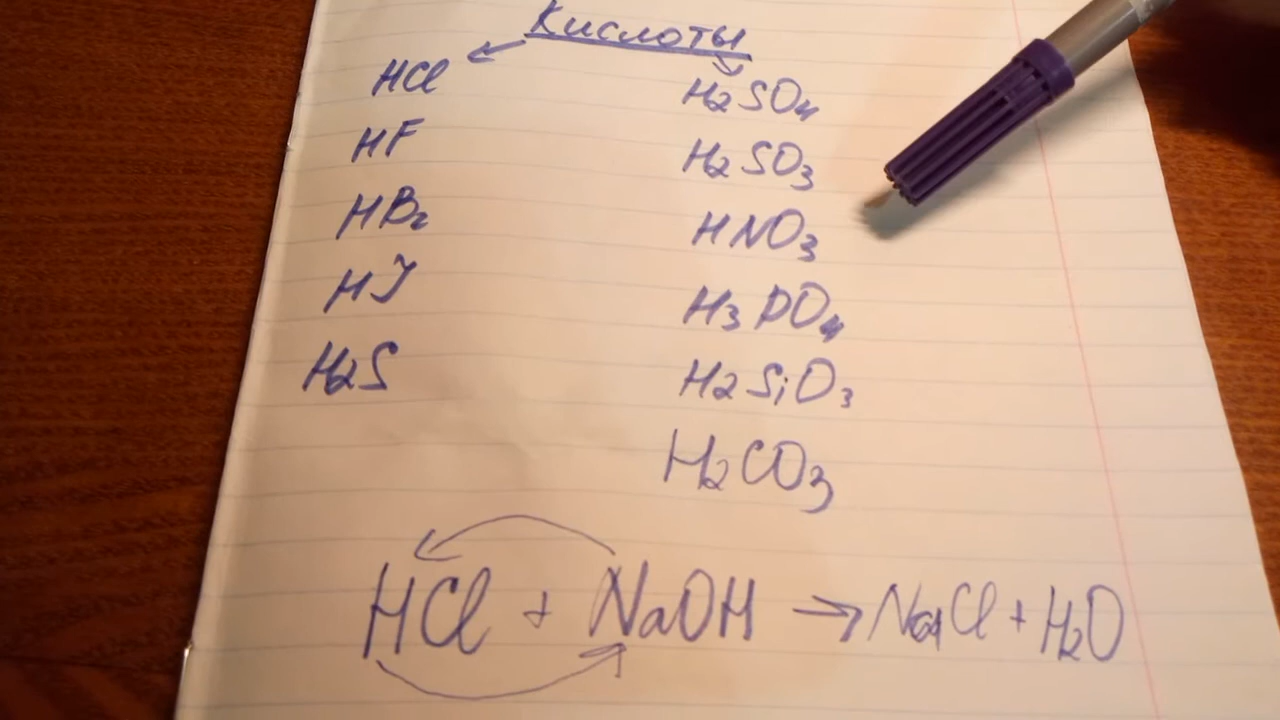 Кислоты
HCl H2SO4
HF H2SO3
HBr HNO3
HJ H3PO4
H2S H2SiO3
H2CO3
HCl + NaOH → NaCl + H2O